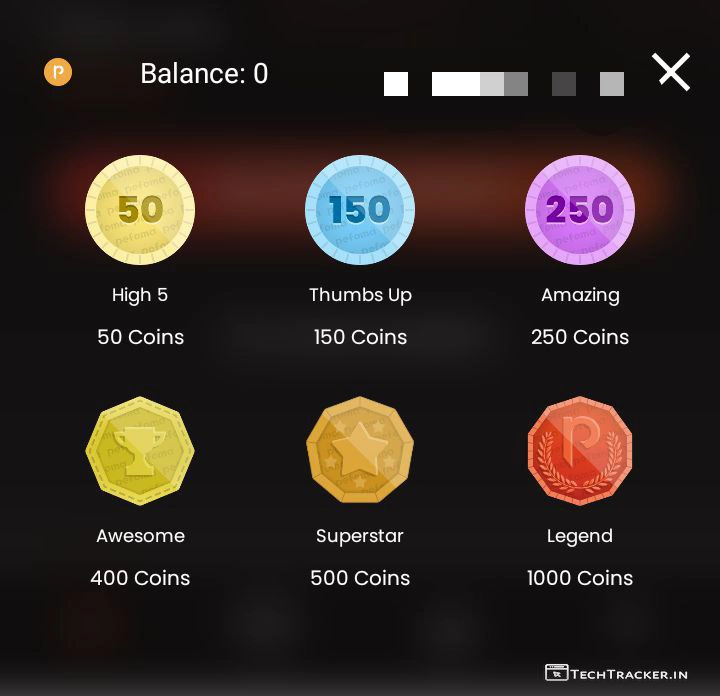 Balance: 0
50
150
250
High 5
Thumbs Up
Amazing
50 Coins
150 Coins
250 Coins
Awesome
Superstar
Legend
400 Coins
500 Coins
1000 Coins
TECHTRACKER.IN